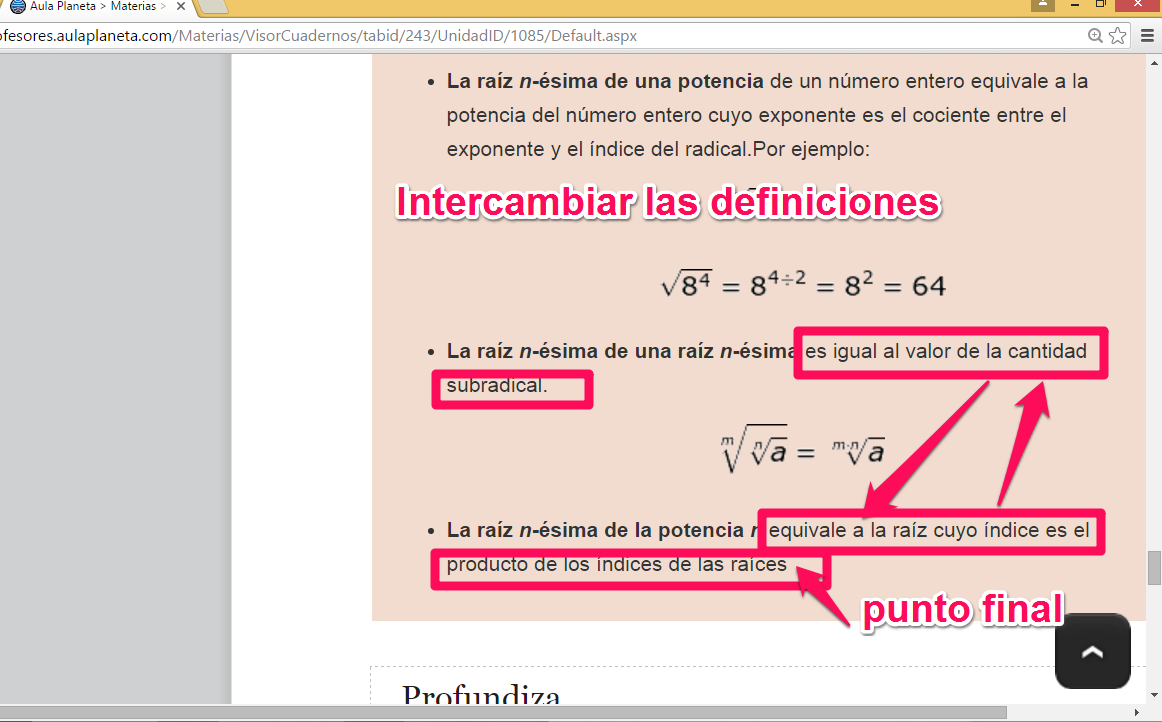 Aula Planeta > Materias >
ofesores.aulaplaneta.com/Materias/VisorCuadernos/tabid/243/UnidadID/1085/Default.aspx
• La raíz n-ésima de una potencia de un número entero equivale a la
potencia del número entero cuyo exponente es el cociente entre el
exponente y el índice del radical.Por ejemplo:
Intercambiar las definiciones
√8⁴ = 8⁴÷² = 8² = 64
• La raíz n-ésima de una raíz n-ésima es igual al valor de la cantidad
subradical.
ᵐ√ⁿ√a = ᵐ·ⁿ√a
• La raíz n-ésima de la potencia n equivale a la raíz cuyo índice es el
producto de los índices de las raíces
punto final
Profundiza